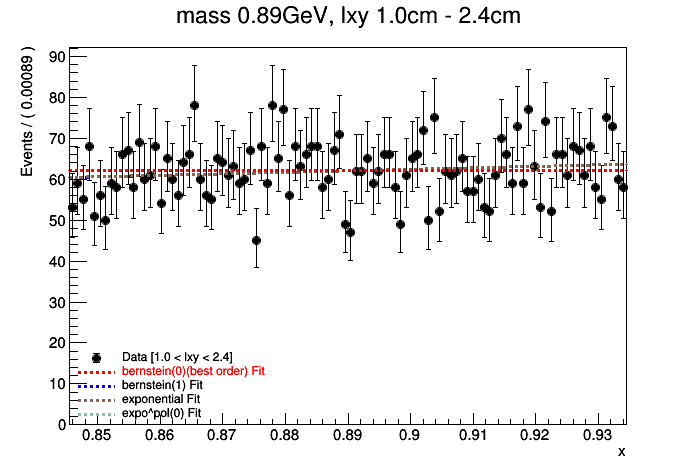 mass 0.89GeV, lxy 1.0cm - 2.4cm
Events / ( 0.00089 )
90
80
70
60
50
40
30
20
10
0
Data [1.0 < lxy < 2.4]
bernstein(0)(best order) Fit
bernstein(1) Fit
exponential Fit
expo^pol(0) Fit
0.85 0.86 0.87 0.88 0.89 0.9 0.91 0.92 0.93
x